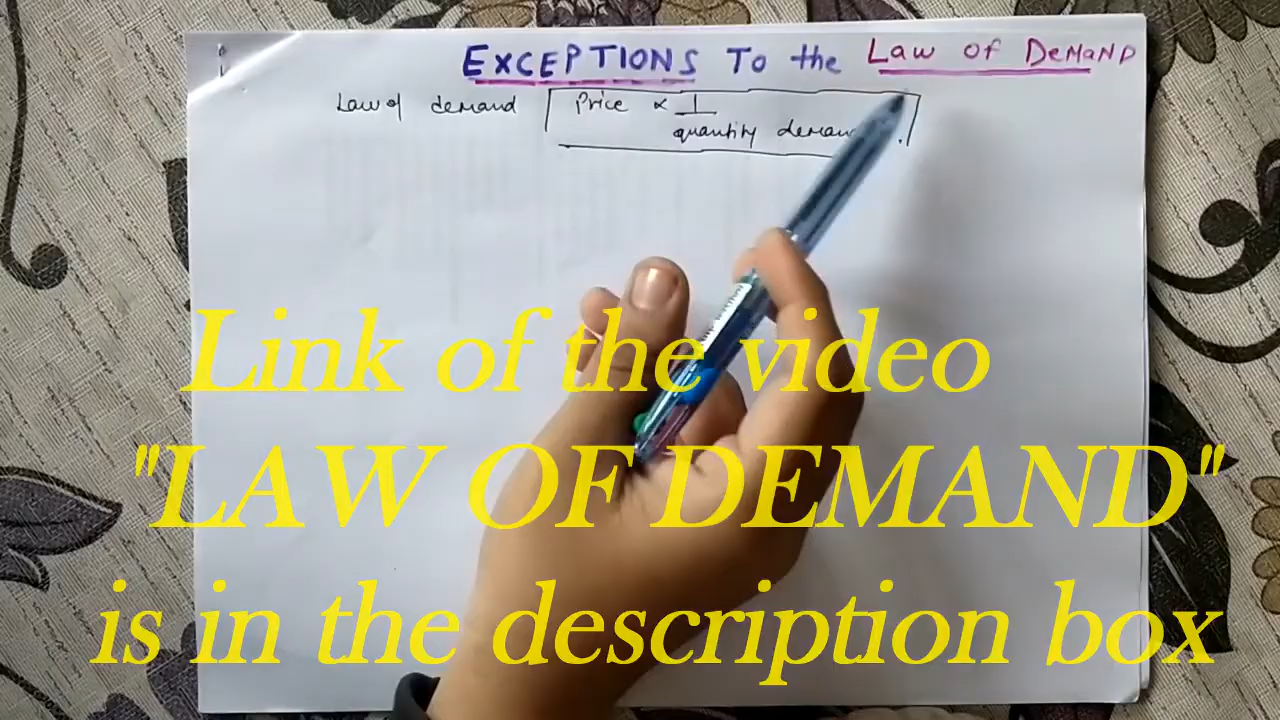 EXCEPTIONS To the Law of DEMAND
Law of demand Price ∝ 1
quantity
Link of the video
"LAW OF DEMAND"
is in the description box